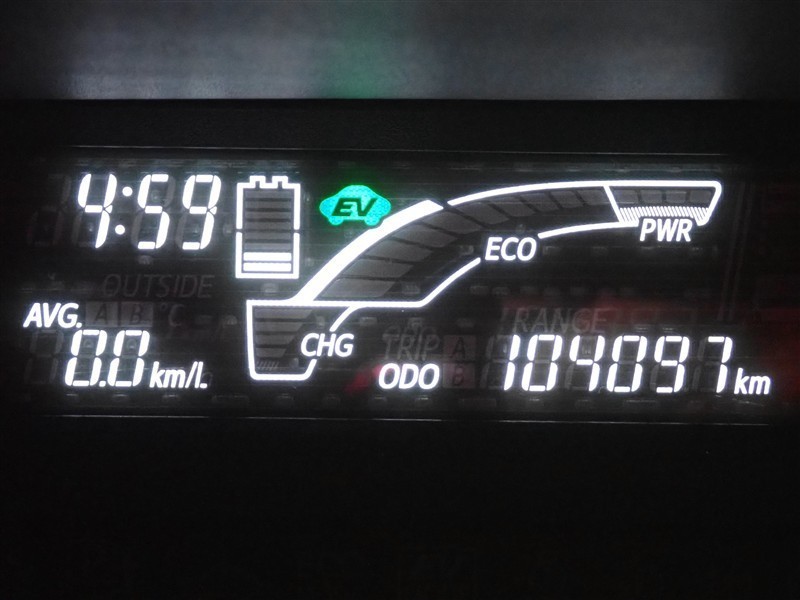 4:59
EV
ECO
PWR
OUTSIDE
A B °C
AVG.
0.0 km/l.
CHG
TRIP A
B
ODO
RANGE
104097 km